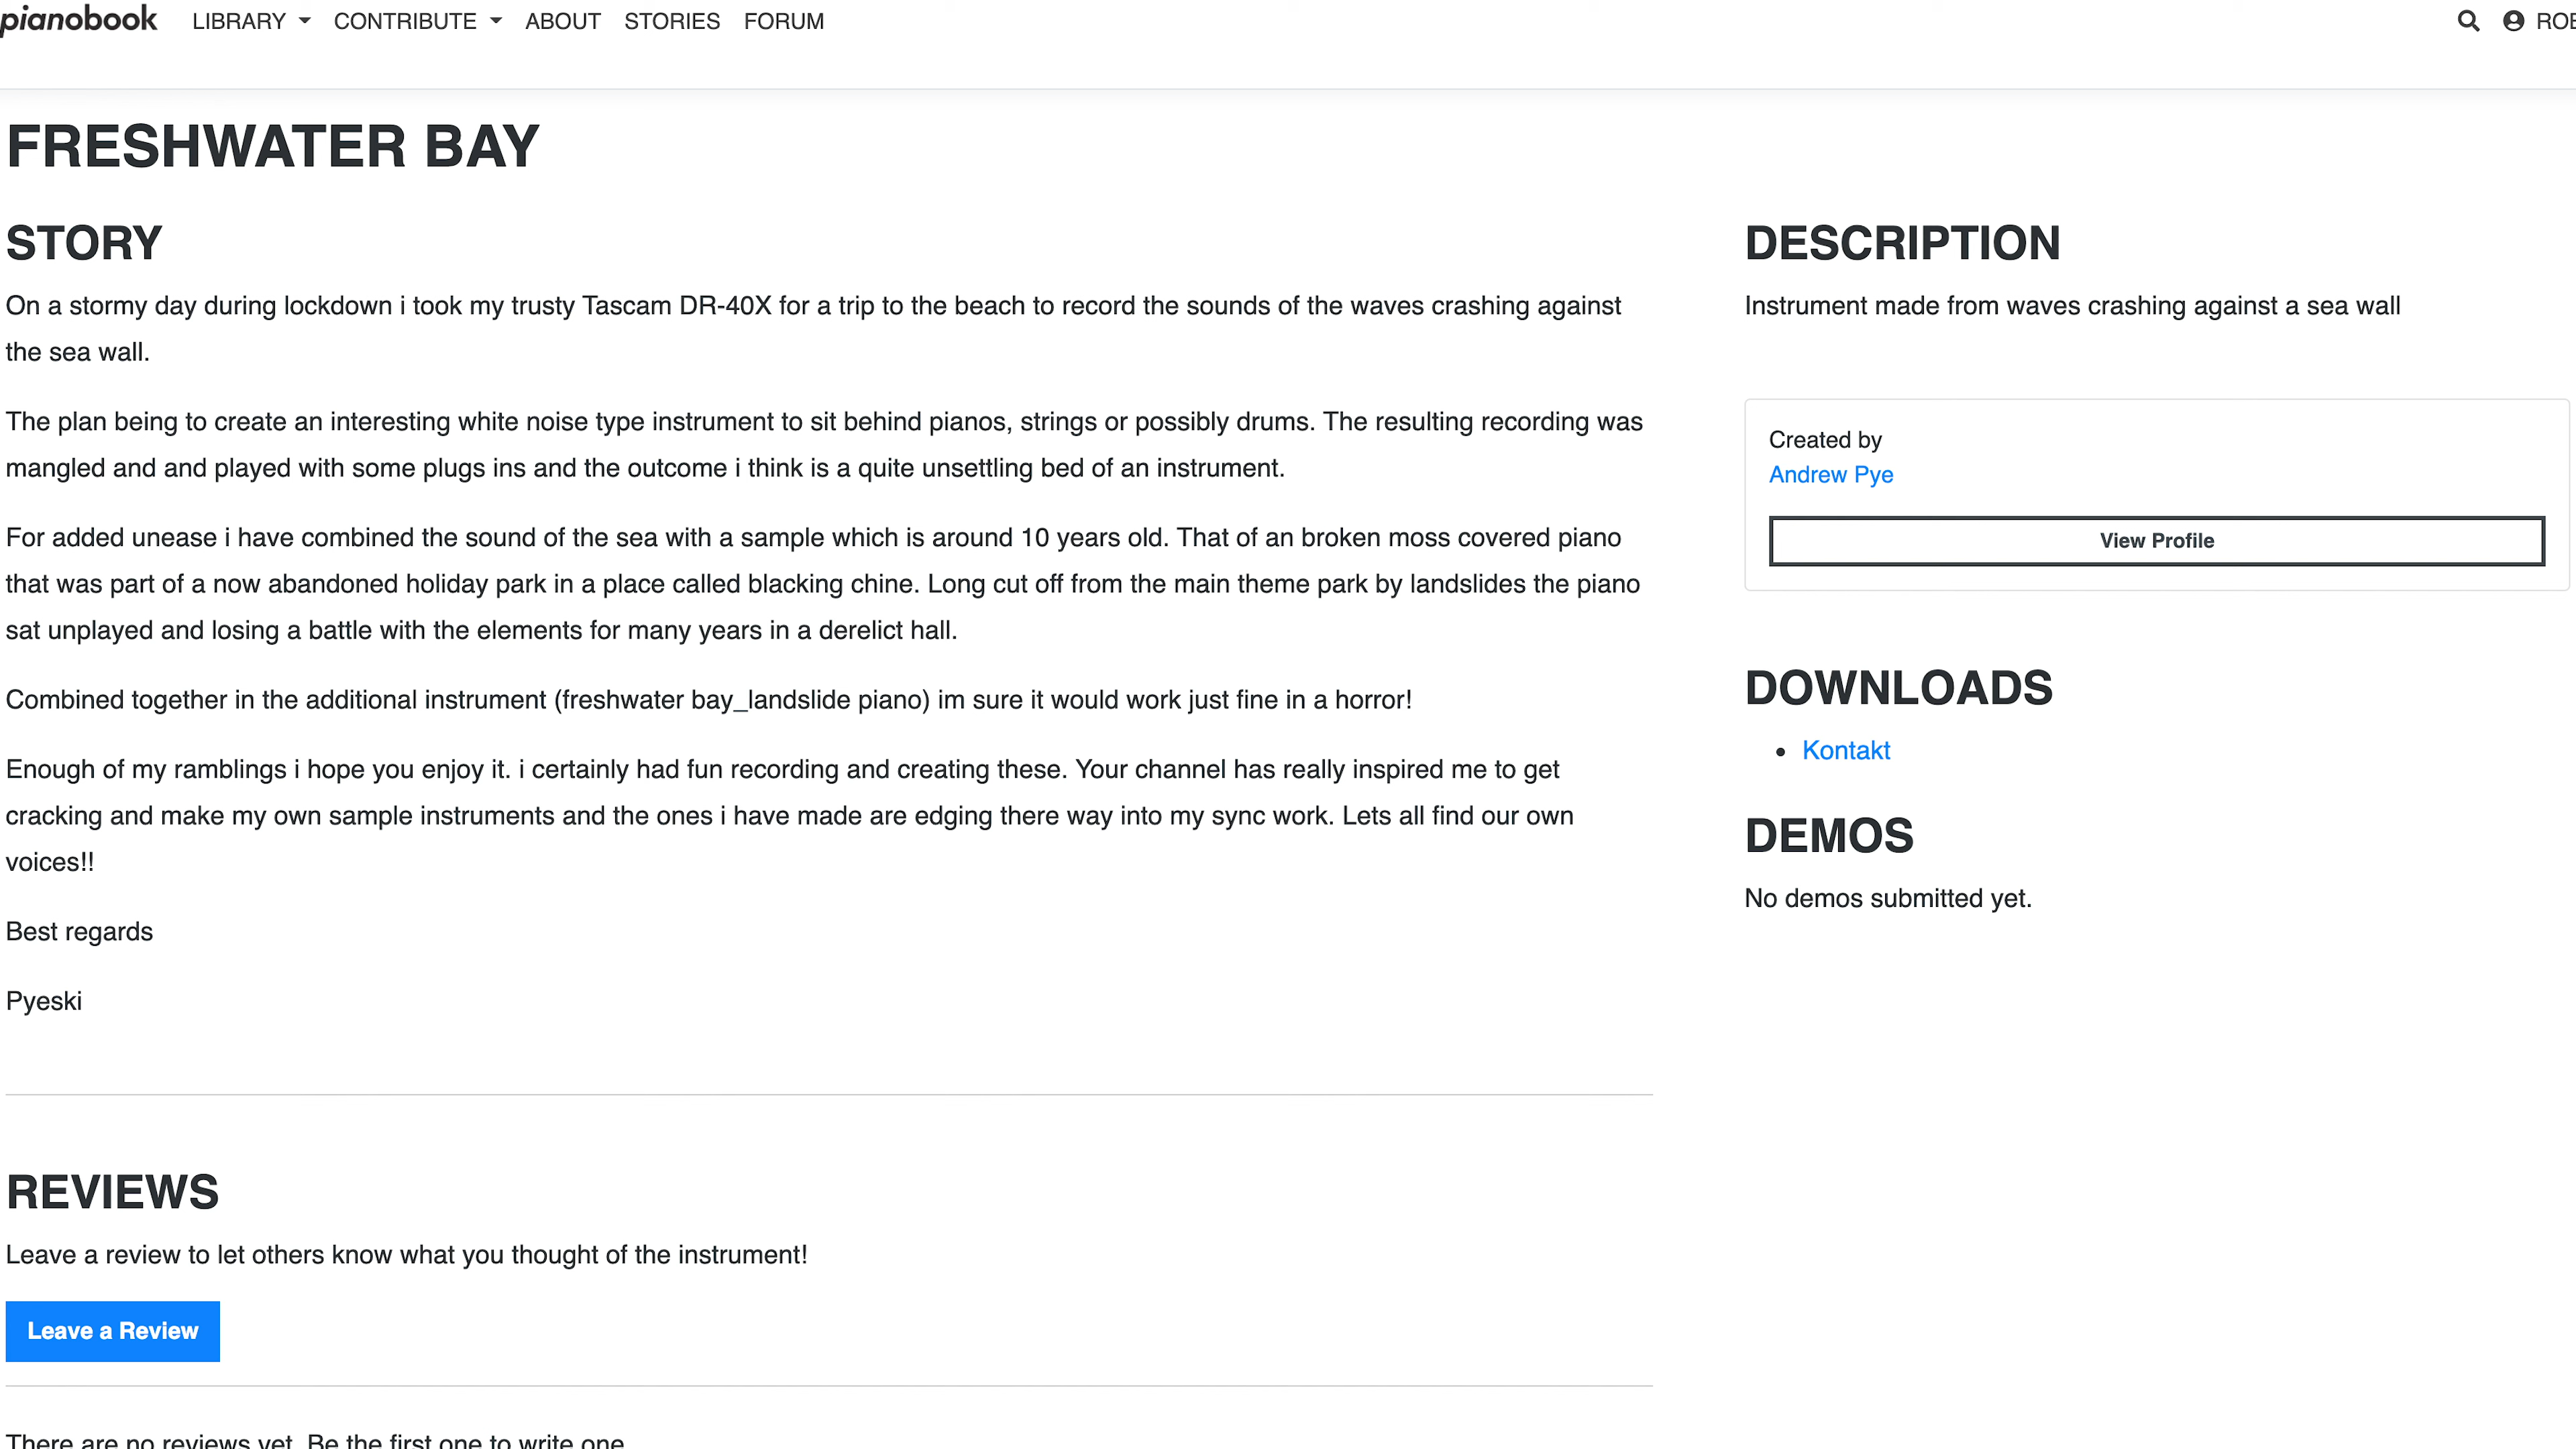 pianobook LIBRARY CONTRIBUTE ABOUT STORIES FORUM
FRESHWATER BAY
STORY
On a stormy day during lockdown i took my trusty Tascam DR-40X for a trip to the beach to record the sounds of the waves crashing against
the sea wall.
The plan being to create an interesting white noise type instrument to sit behind pianos, strings or possibly drums. The resulting recording was
mangled and and played with some plugs ins and the outcome i think is a quite unsettling bed of an instrument.
For added unease i have combined the sound of the sea with a sample which is around 10 years old. That of an broken moss covered piano
that was part of a now abandoned holiday park in a place called blacking chine. Long cut off from the main theme park by landslides the piano
sat unplayed and losing a battle with the elements for many years in a derelict hall.
Combined together in the additional instrument (freshwater bay_landslide piano) im sure it would work just fine in a horror!
Enough of my ramblings i hope you enjoy it. i certainly had fun recording and creating these. Your channel has really inspired me to get
cracking and make my own sample instruments and the ones i have made are edging there way into my sync work. Lets all find our own
voices!!
Best regards
Pyeski
REVIEWS
Leave a review to let others know what you thought of the instrument!
Leave a Review
There are no reviews yet. Be the first one to write one
DESCRIPTION
Instrument made from waves crashing against a sea wall
Created by
Andrew Pye
View Profile
DOWNLOADS
Kontakt
DEMOS
No demos submitted yet.